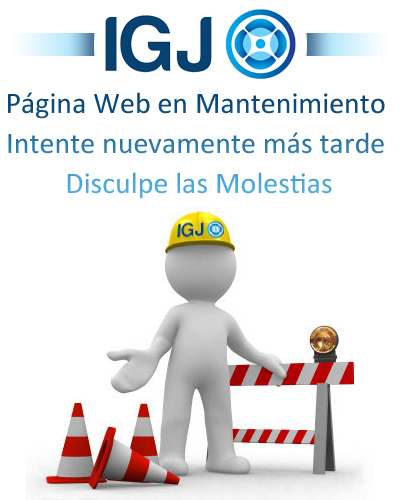 IGJ
Página Web en Mantenimiento
Intente nuevamente más tarde
Disculpe las Molestias
IGJ